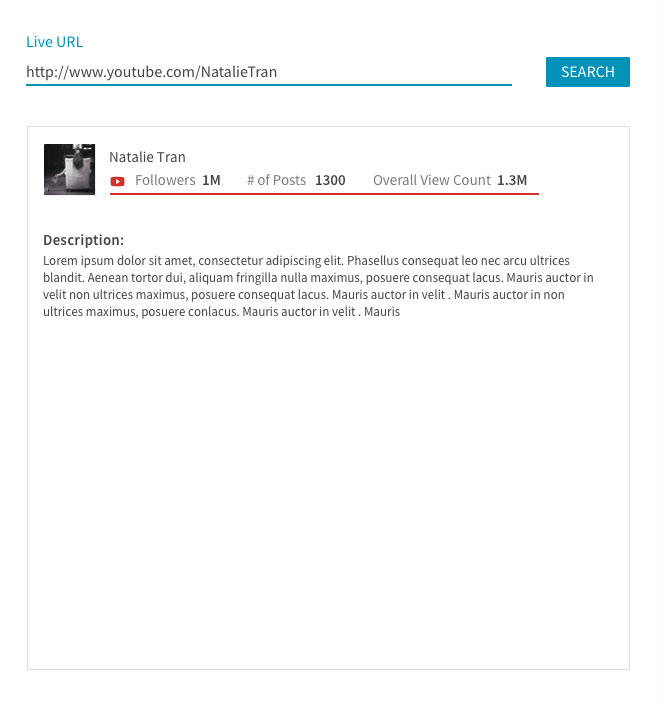 Live URL
http://www.youtube.com/NatalieTran
SEARCH
Natalie Tran
Followers 1M # of Posts 1300 Overall View Count 1.3M
Description:
Lorem ipsum dolor sit amet, consectetur adipiscing elit. Phasellus consequat leo nec arcu ultrices
blandit. Aenean tortor dui, aliquam fringilla nulla maximus, posuere consequat lacus. Mauris auctor in
velit non ultrices maximus, posuere consequat lacus. Mauris auctor in velit . Mauris auctor in non
ultrices maximus, posuere conlacus. Mauris auctor in velit . Mauris